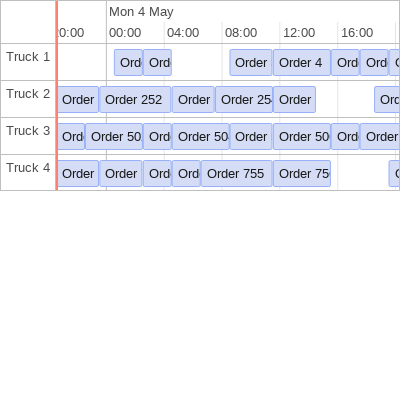 Mon 4 May
0:00 00:00 04:00 08:00 12:00 16:00
Truck 1 Ord Ord Order Order 4 Ord Ord
Truck 2 Order Order 252 Order Order 25 Order Ord
Truck 3 Ord Order 50 Ord Order 50 Order Order 50 Ord Order
Truck 4 Order Order Ord Ord Order 755 Order 75